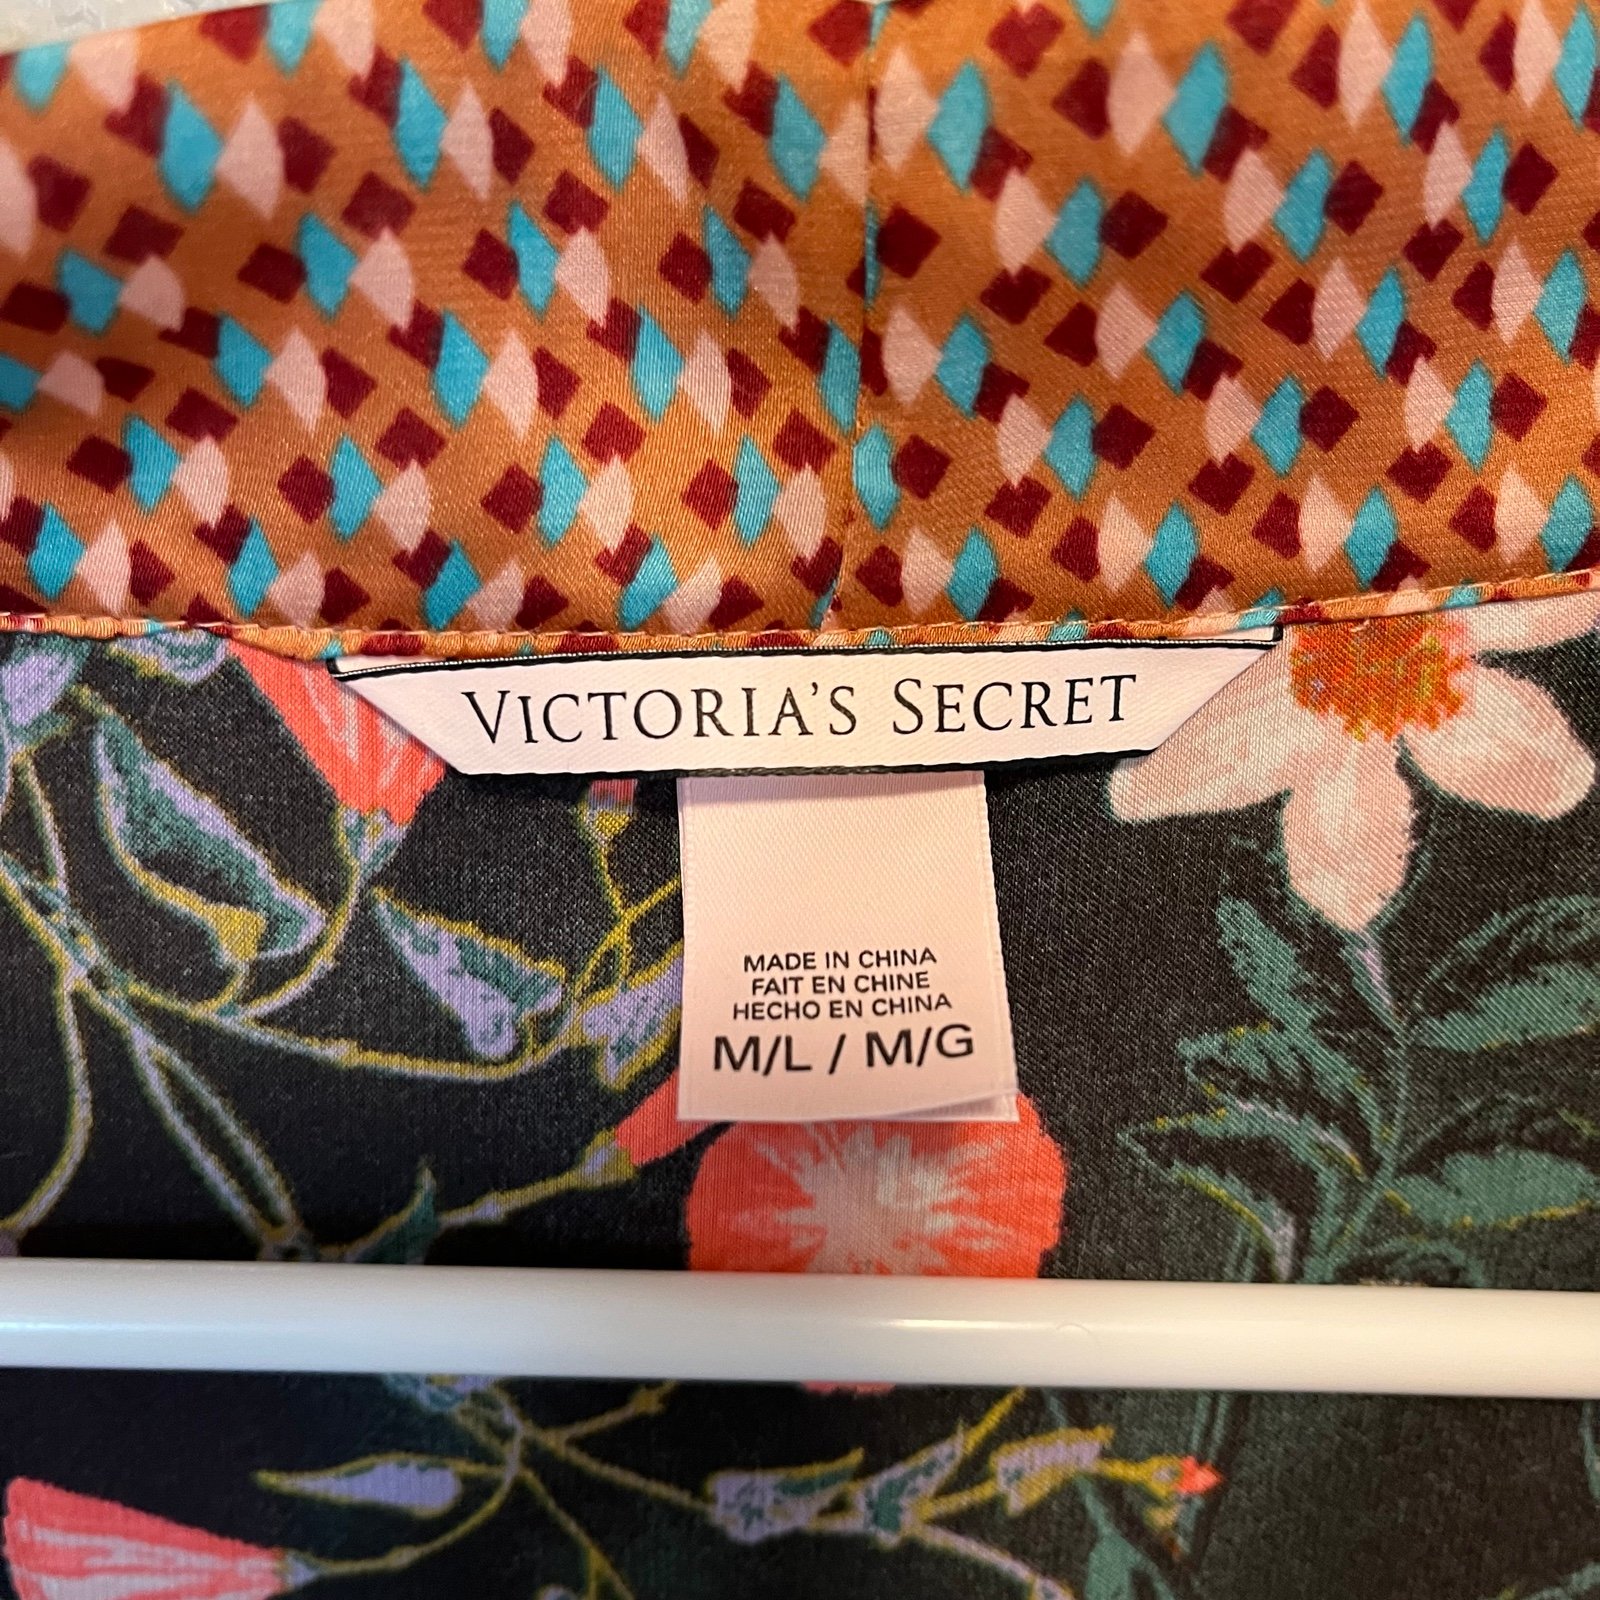 VICTORIA'S SECRET
MADE IN CHINA
FAIT EN CHINE
HECHO EN CHINA
M/L / M/G